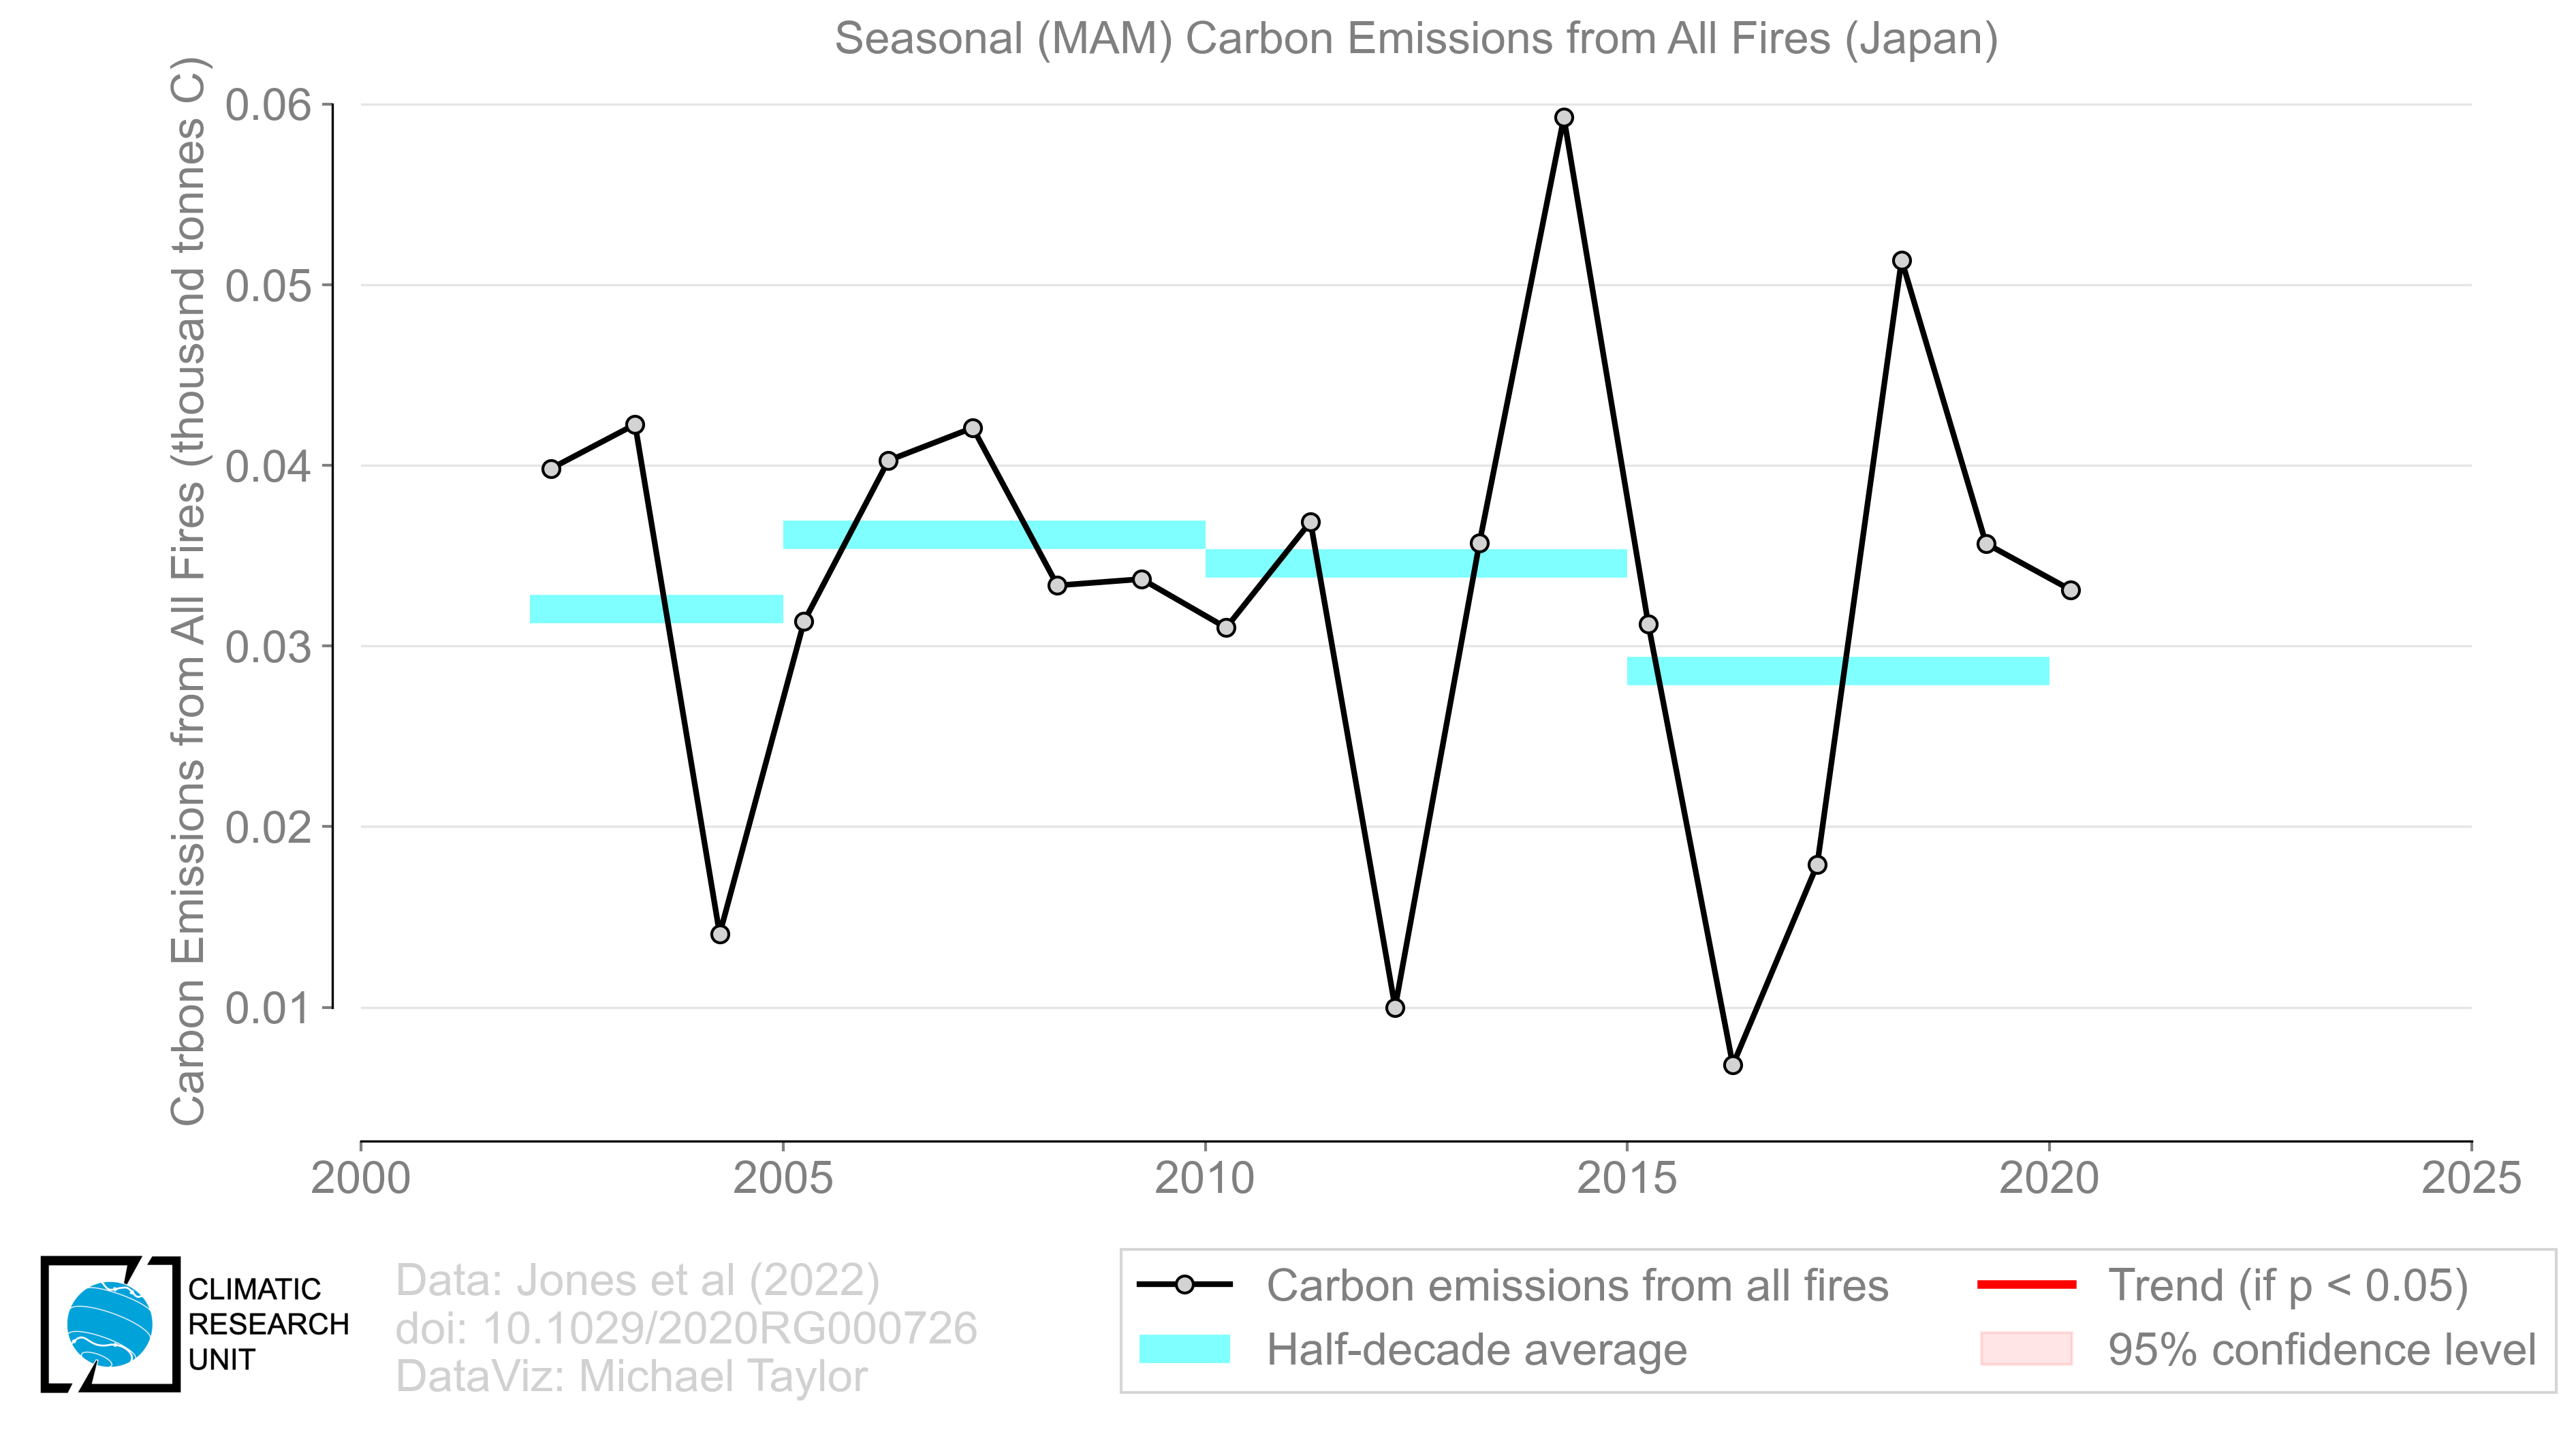 Seasonal (MAM) Carbon Emissions from All Fires (Japan)
Carbon Emissions from All Fires (thousand tonnes C)
0.06
0.05
0.04
0.03
0.02
0.01
2000 2005 2010 2015 2020 2025
CLIMATIC
RESEARCH
UNIT
Data: Jones et al (2022)
doi: 10.1029/2020RG000726
DataViz: Michael Taylor
Carbon emissions from all fires
Half-decade average
Trend (if p < 0.05)
95% confidence level